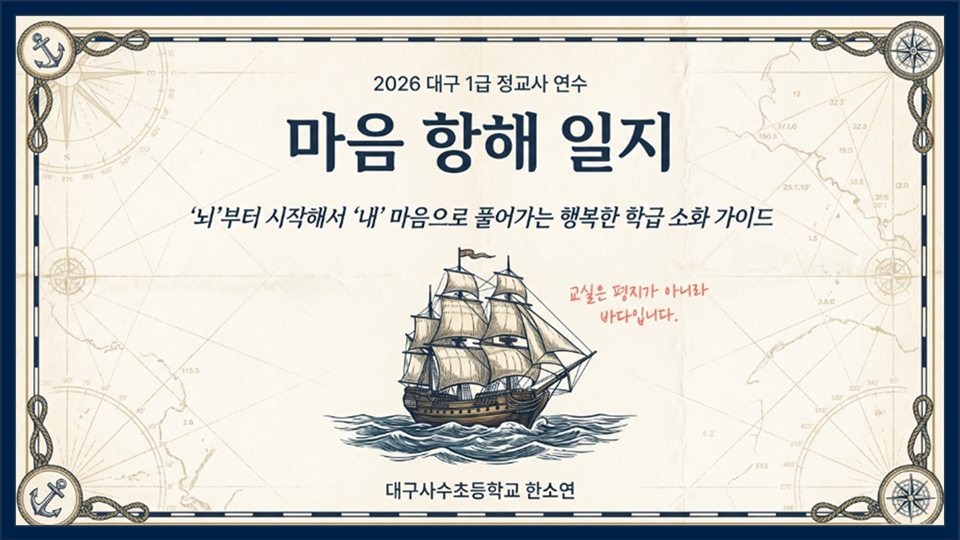 2026 대구 1급 정교사 연수
마음 항해 일지
‘뇌’부터 시작해서 ‘내’ 마음으로 풀어가는 행복한 학급 소화 가이드
교실은 평지가 아니라
바다입니다.
대구사수초등학교 한소연